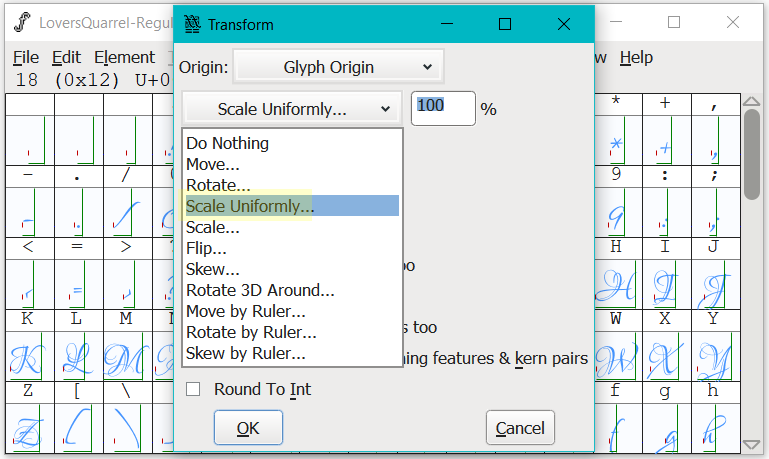 LoversQuarrel-Regul
Transform
File Edit Element
w Help
18 (0x12) U+0
Origin: Glyph Origin
Scale Uniformly... 100 %
Do Nothing
Move...
Rotate...
Scale Uniformly...
Scale...
Flip...
Skew...
Rotate 3D Around...
Move by Ruler...
Rotate by Ruler...
Skew by Ruler...
oo
s too
ning features & kern pairs
Round To Int
OK Cancel
* + ,
* + ,
- . / 9 : ;
- . / 9 : ;
< = > H I J
< = > H I J
K L M W X Y
K L M W X Y
Z [ \ f g h
f g h